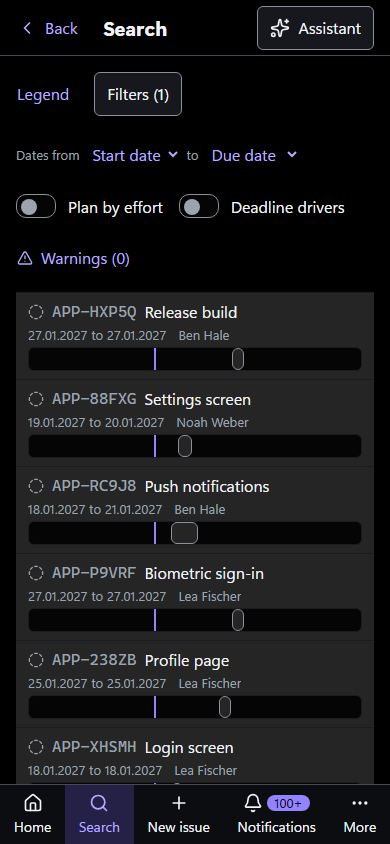 Back Search Assistant
Legend Filters (1)
Dates from Start date to Due date
Plan by effort Deadline drivers
Warnings (0)
APP-HXP5Q Release build
27.01.2027 to 27.01.2027 Ben Hale
APP-88FXG Settings screen
19.01.2027 to 20.01.2027 Noah Weber
APP-RC9J8 Push notifications
18.01.2027 to 21.01.2027 Ben Hale
APP-P9VRF Biometric sign-in
27.01.2027 to 27.01.2027 Lea Fischer
APP-238ZB Profile page
25.01.2027 to 25.01.2027 Lea Fischer
APP-XHSMH Login screen
18.01.2027 to 18.01.2027 Lea Fischer
100+
Home Search New issue Notifications More